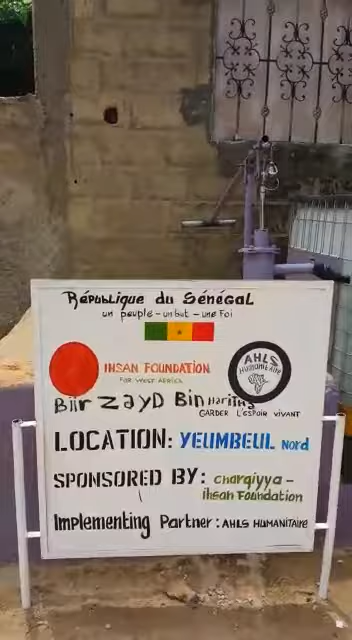 République du Sénégal
un peuple - un but - une Foi
IHSAN FOUNDATION
FOR WEST AFRICA
AHLS
HUMANITAIRE
Biir ZAYD Bin Harith
GARDER L'ESPOIR VIVANT
LOCATION: YEUMBEUL Nord
SPONSORED BY: charqiyya -
ihsan Foundation
Implementing Partner : AHLS HUMANITAIRE